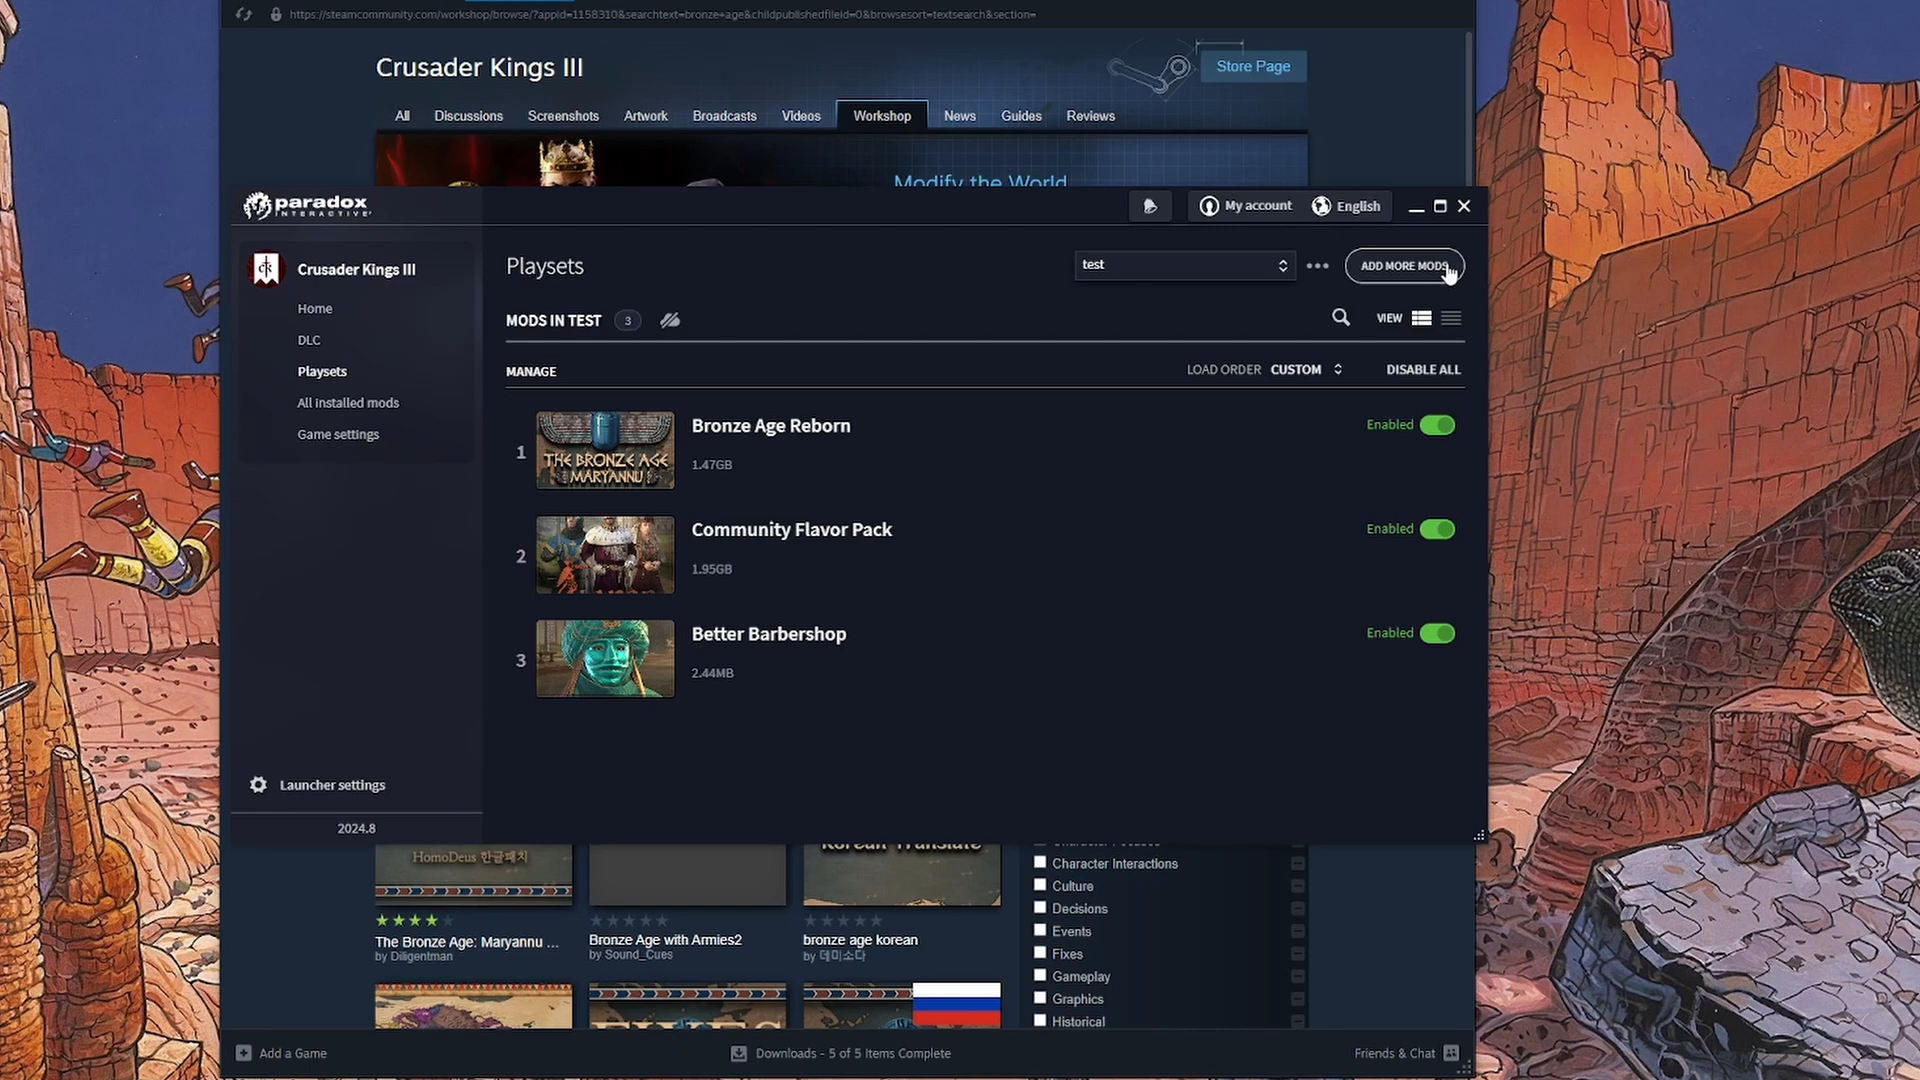 https://steamcommunity.com/workshop/browse/?appid=1158310&searchtext=bronze+age&childpublishedfileid=0&browsesort=textsearch&section=
Crusader Kings III
Store Page
All
Discussions
Screenshots
Artwork
Broadcasts
Videos
Workshop
News
Guides
Reviews
Modify the World
paradox
INTERACTIVE
My account
English
Crusader Kings III
Home
DLC
Playsets
All installed mods
Game settings
Launcher settings
2024.8
Playsets
test
ADD MORE MODS
MODS IN TEST 3
VIEW
MANAGE
LOAD ORDER CUSTOM
DISABLE ALL
1
THE BRONZE AGE
MARYANNU
Bronze Age Reborn
1.47GB
Enabled
2
Community Flavor Pack
1.95GB
Enabled
3
Better Barbershop
2.44MB
Enabled
HomoDeus 한글패치
Korean Translate
The Bronze Age: Maryannu ...
by Diligentman
Bronze Age with Armies2
by Sound_Cues
bronze age korean
by 데미소다
Character Interactions
Culture
Decisions
Events
Fixes
Gameplay
Graphics
Historical
FIXES
Add a Game
Downloads - 5 of 5 Items Complete
Friends & Chat